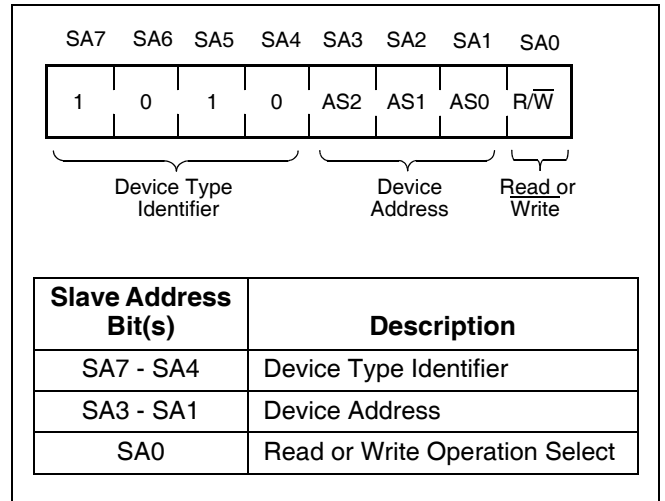 SA7 SA6 SA5 SA4 SA3 SA2 SA1 SA0
1 0 1 0 AS2 AS1 AS0 R/W̅
Device Type Device Read or
Identifier Address Write
Slave Address
Bit(s) Description
SA7 - SA4 Device Type Identifier
SA3 - SA1 Device Address
SA0 Read or Write Operation Select